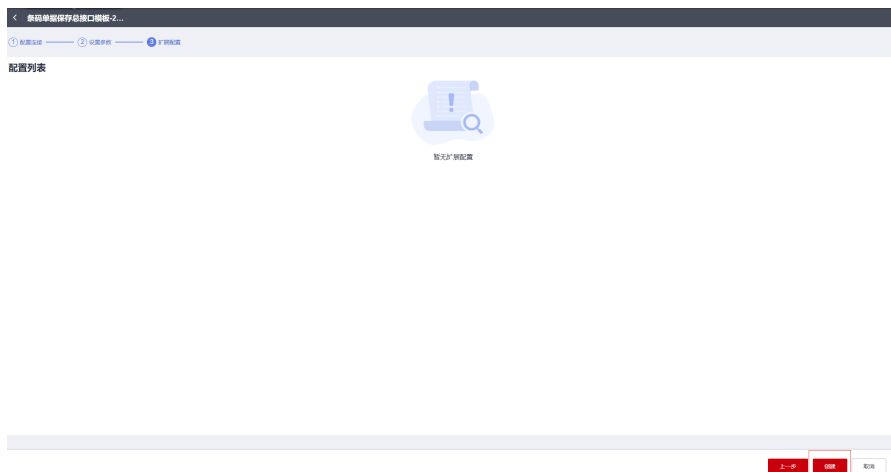 条码单据保存总接口模板-2...
1 配置连接 2 设置参数 3 扩展配置
配置列表
暂无扩展配置
上一步 创建 取消